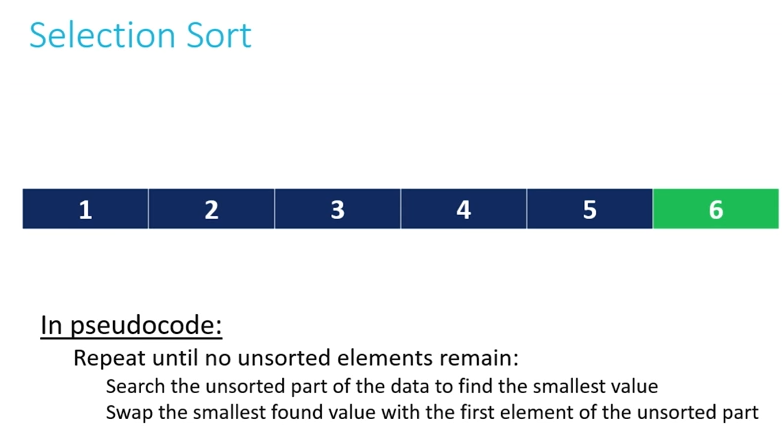 Selection Sort
1 2 3 4 5 6
In pseudocode:
Repeat until no unsorted elements remain:
Search the unsorted part of the data to find the smallest value
Swap the smallest found value with the first element of the unsorted part